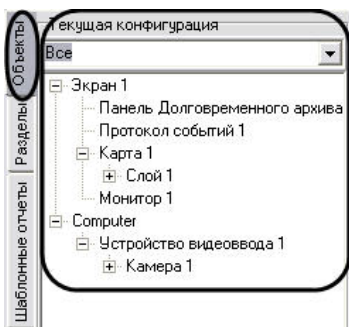 Текущая конфигурация
Все
Объекты
Разделы
Шаблонные отчеты
Экран 1
Панель Долговременного архива
Протокол событий 1
Карта 1
Слой 1
Монитор 1
Computer
Устройство видеоввода 1
Камера 1